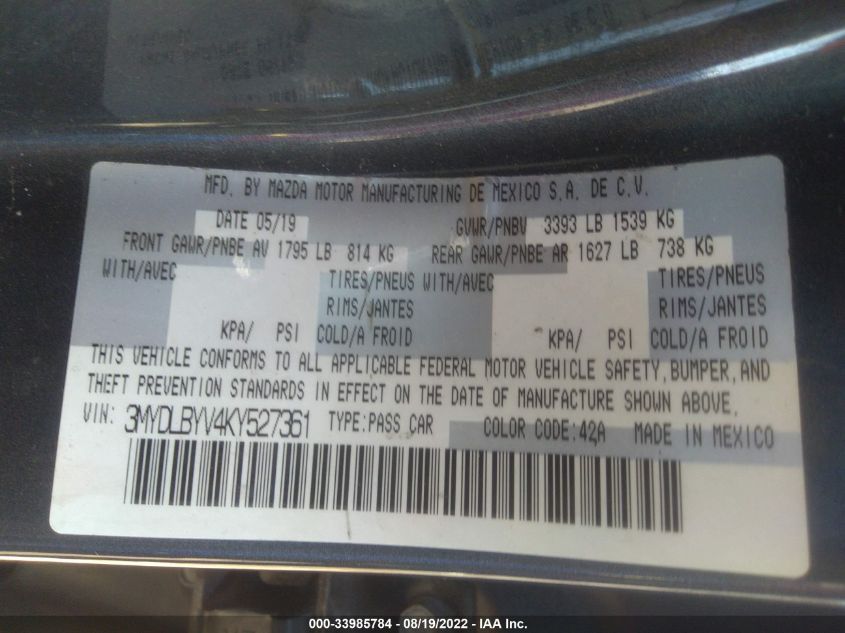 MFD. BY MAZDA MOTOR MANUFACTURING DE MEXICO S.A. DE C.V.
DATE 05/19 GVWR/PNBV 3393 LB 1539 KG
FRONT GAWR/PNBE AV 1795 LB 814 KG REAR GAWR/PNBE AR 1627 LB 738 KG
WITH/AVEC TIRES/PNEUS WITH/AVEC TIRES/PNEUS
RIMS/JANTES RIMS/JANTES
KPA/ PSI COLD/A FROID KPA/ PSI COLD/A FROID
THIS VEHICLE CONFORMS TO ALL APPLICABLE FEDERAL MOTOR VEHICLE SAFETY, BUMPER, AND
THEFT PREVENTION STANDARDS IN EFFECT ON THE DATE OF MANUFACTURE SHOWN ABOVE.
VIN: 3MYDLBYV4KY527361 TYPE:PASS CAR COLOR CODE:42A MADE IN MEXICO
000-33985784 - 08/19/2022 - IAA Inc.